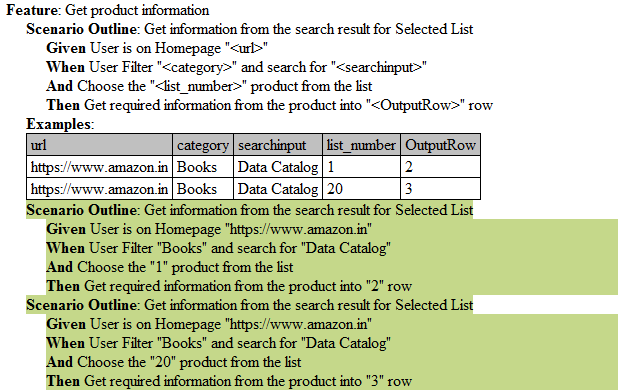 Feature: Get product information
Scenario Outline: Get information from the search result for Selected List
Given User is on Homepage "<url>"
When User Filter "<category>" and search for "<searchinput>"
And Choose the "<list_number>" product from the list
Then Get required information from the product into "<OutputRow>" row
Examples:
url category searchinput list_number OutputRow
https://www.amazon.in Books Data Catalog 1 2
https://www.amazon.in Books Data Catalog 20 3
Scenario Outline: Get information from the search result for Selected List
Given User is on Homepage "https://www.amazon.in"
When User Filter "Books" and search for "Data Catalog"
And Choose the "1" product from the list
Then Get required information from the product into "2" row
Scenario Outline: Get information from the search result for Selected List
Given User is on Homepage "https://www.amazon.in"
When User Filter "Books" and search for "Data Catalog"
And Choose the "20" product from the list
Then Get required information from the product into "3" row